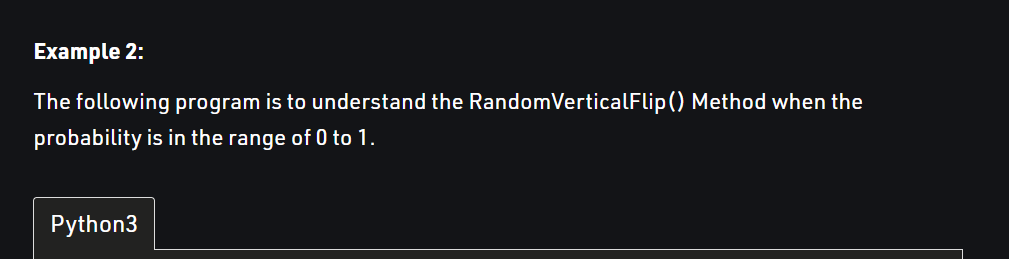 Example 2:
The following program is to understand the RandomVerticalFlip() Method when the
probability is in the range of 0 to 1.
Python3